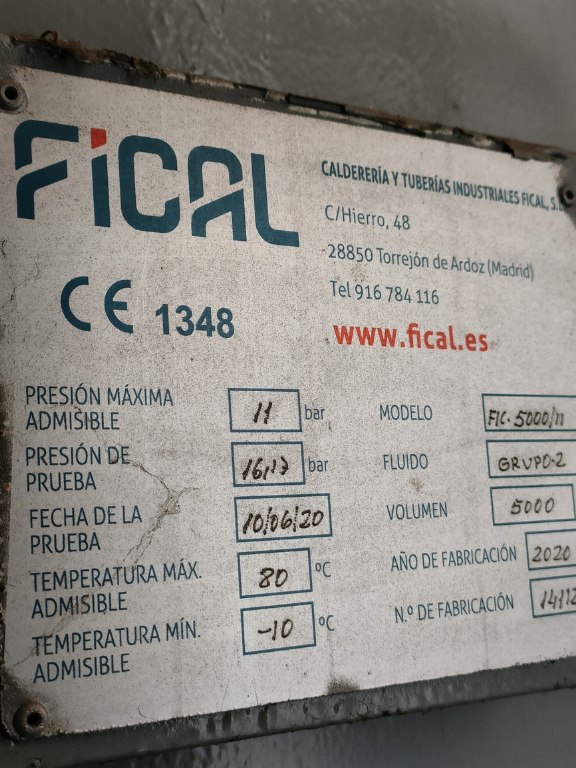 FiCAL
CALDERERÍA Y TUBERÍAS INDUSTRIALES FICAL, S.L.
C/Hierro, 48
28850 Torrejón de Ardoz (Madrid)
Tel 916 784 116
www.fical.es
CE 1348
PRESIÓN MÁXIMA
ADMISIBLE 11 bar
PRESIÓN DE
PRUEBA 16,17 bar
FECHA DE LA
PRUEBA 10/06/20
TEMPERATURA MÁX.
ADMISIBLE 80 ºC
TEMPERATURA MÍN.
ADMISIBLE -10 ºC
MODELO FIC-5000/11
FLUIDO GRUPO-2
VOLUMEN 5000
AÑO DE FABRICACIÓN 2020
N.º DE FABRICACIÓN